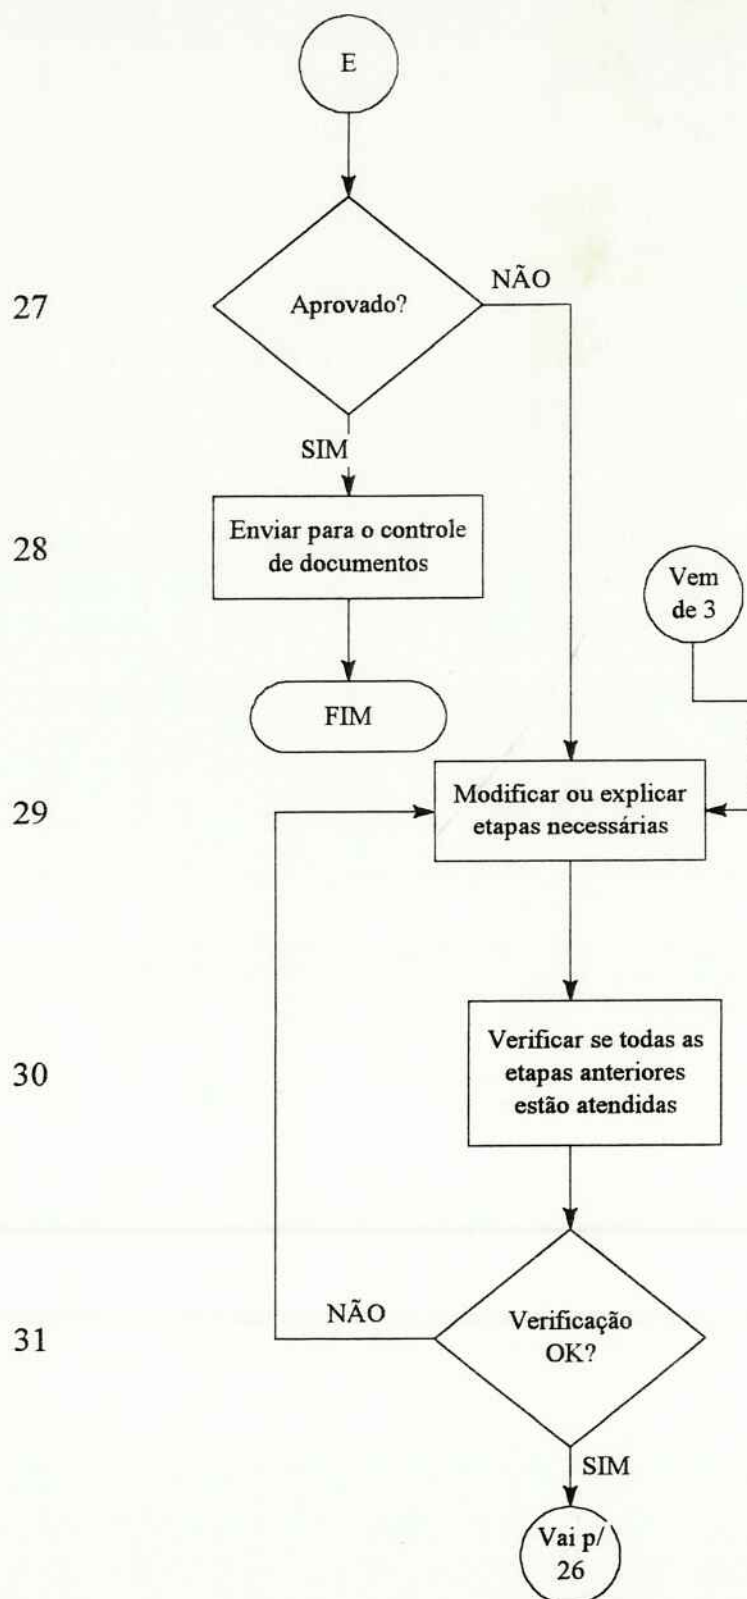 E
27
Aprovado?
NÃO
SIM
28
Enviar para o controle
de documentos
Vem
de 3
FIM
29
Modificar ou explicar
etapas necessárias
30
Verificar se todas as
etapas anteriores
estão atendidas
31
NÃO
Verificação
OK?
SIM
Vai p/
26